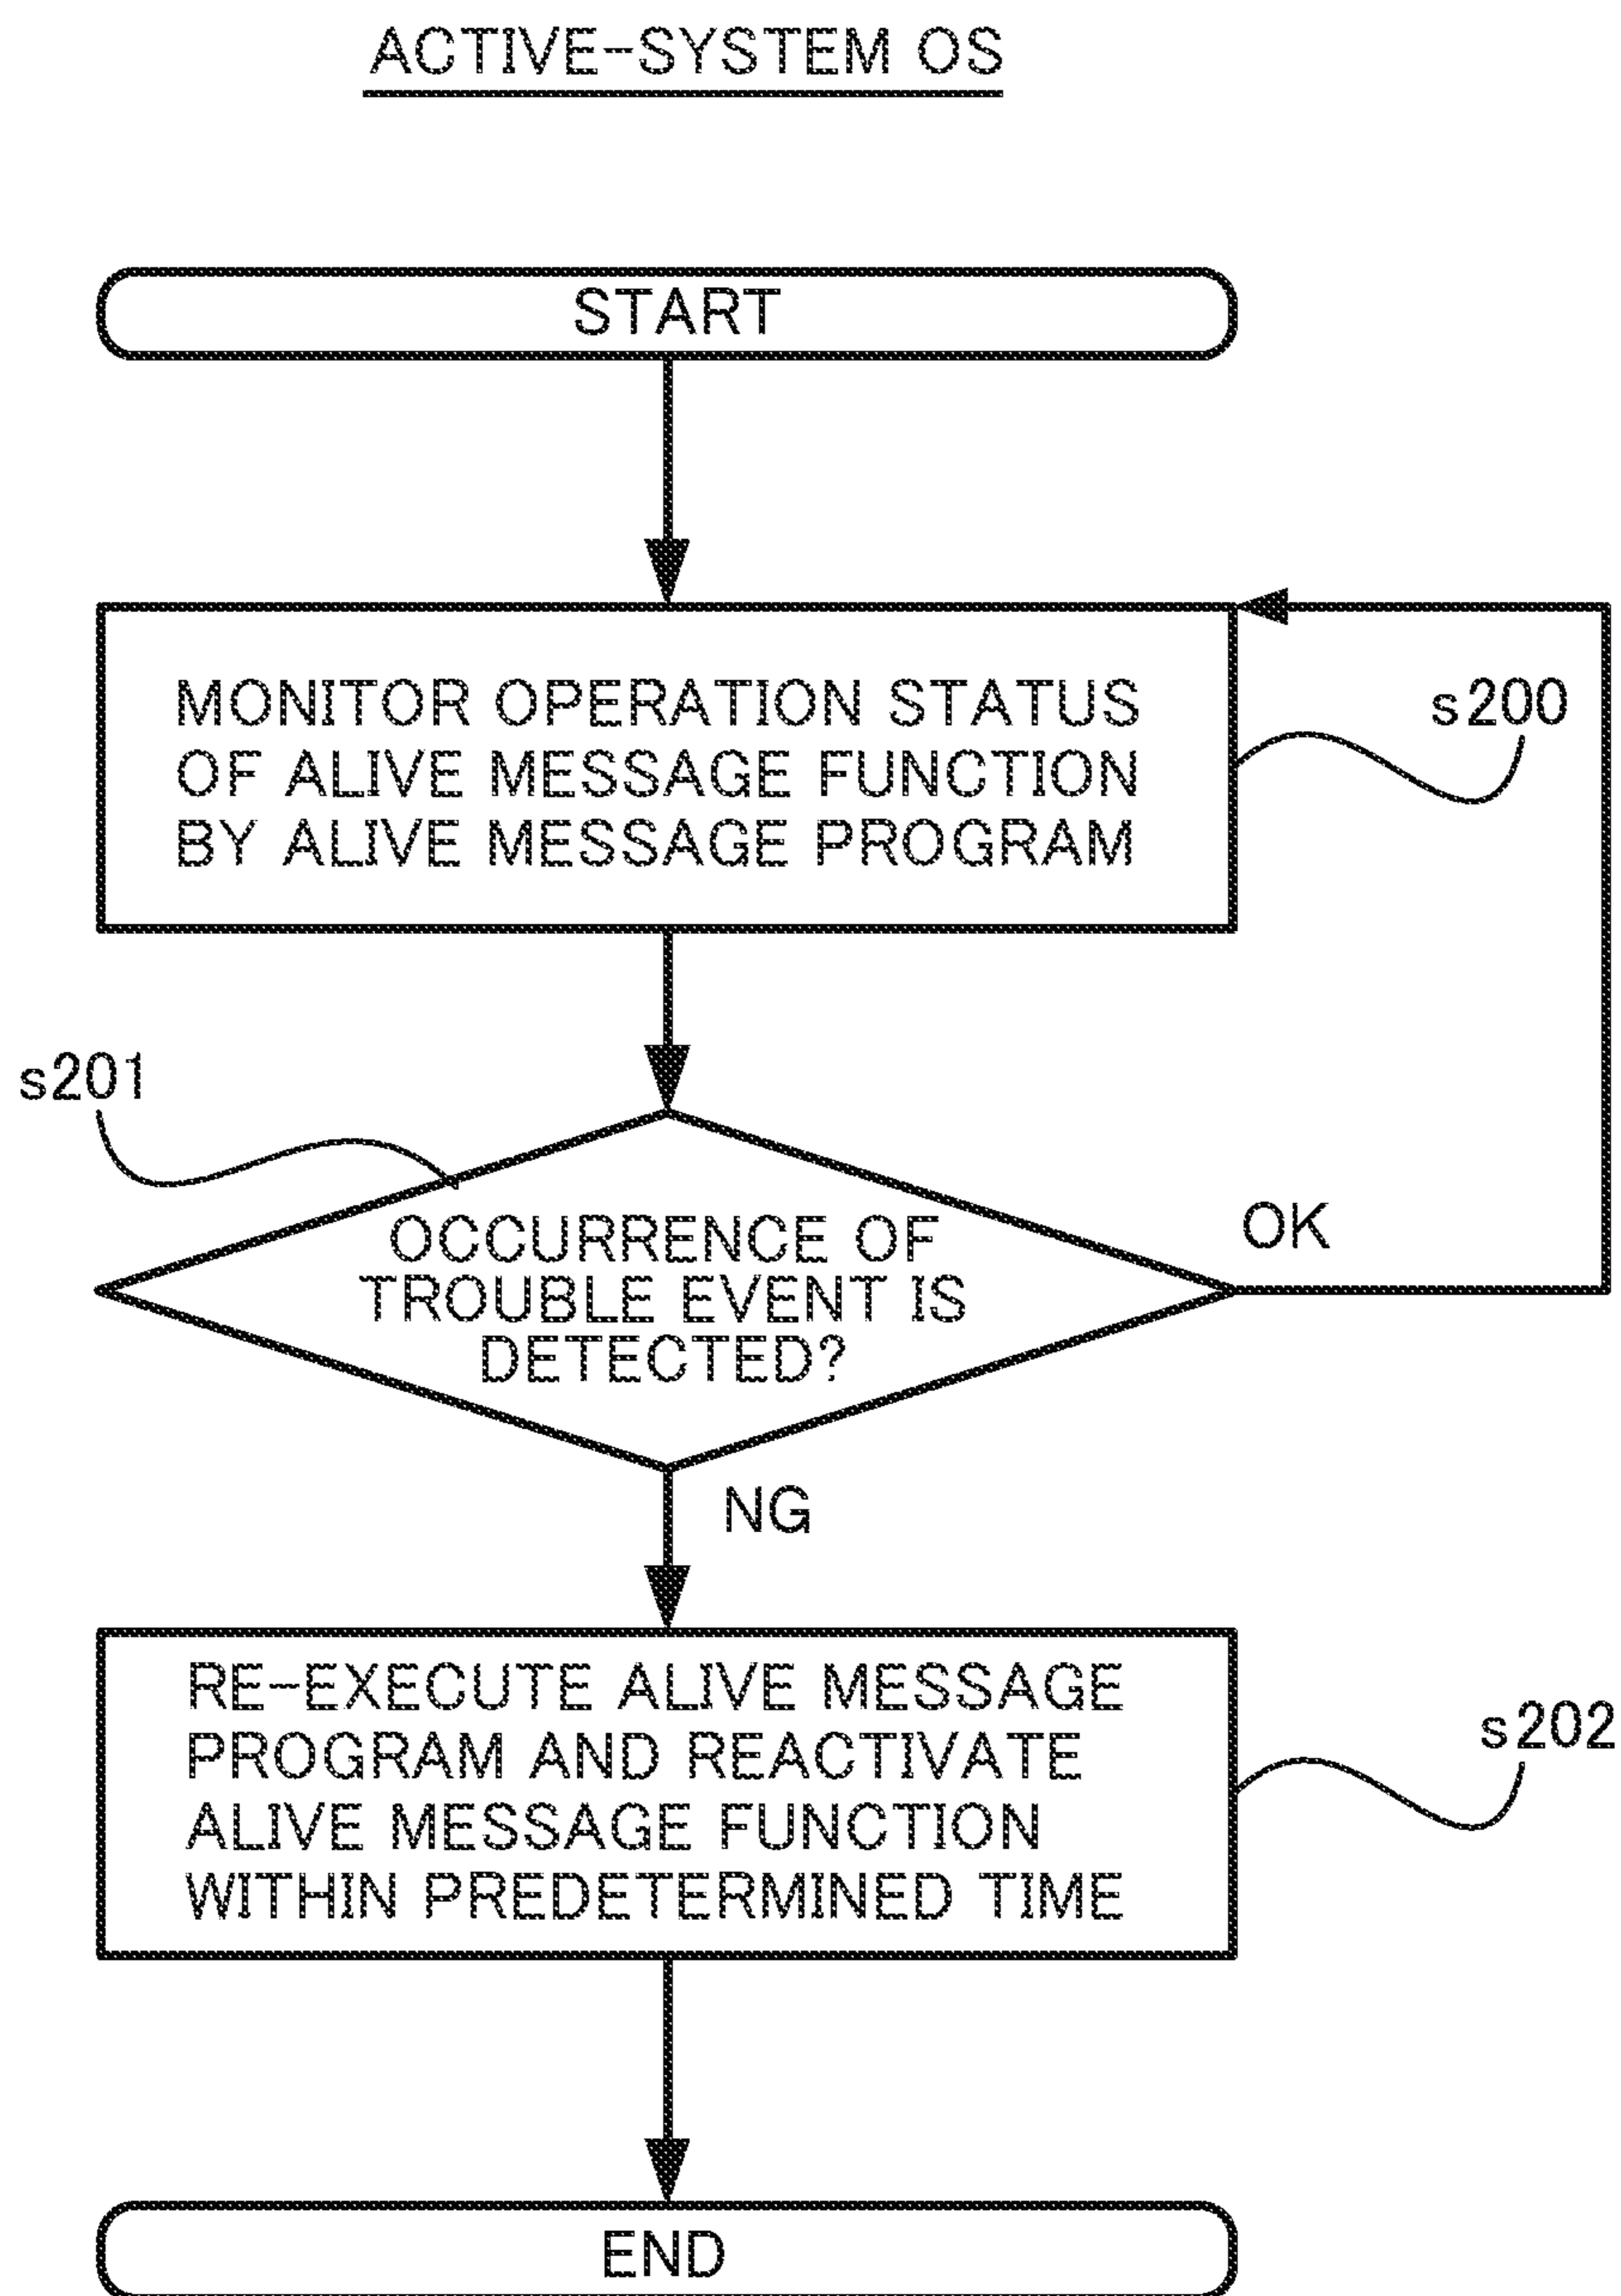 ACTIVE-SYSTEM OS
START
MONITOR OPERATION STATUS
OF ALIVE MESSAGE FUNCTION
BY ALIVE MESSAGE PROGRAM
s200
s201
OCCURRENCE OF
TROUBLE EVENT IS
DETECTED?
OK
NG
RE-EXECUTE ALIVE MESSAGE
PROGRAM AND REACTIVATE
ALIVE MESSAGE FUNCTION
WITHIN PREDETERMINED TIME
s202
END